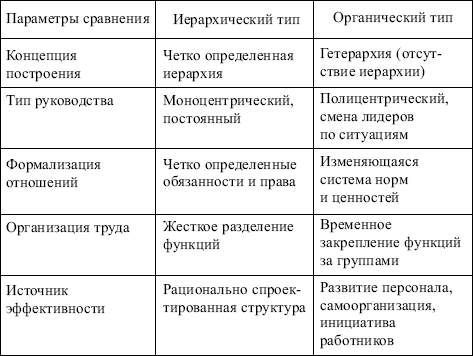 Параметры сравнения Иерархический тип Органический тип
Концепция Четко определенная Гетерархия (отсут-
построения иерархия ствие иерархии)
Тип руководства Моноцентрический, Полицентрический,
постоянный смена лидеров
по ситуациям
Формализация Четко определенные Изменяющаяся
отношений обязанности и права система норм
и ценностей
Организация труда Жесткое разделение Временное
функций закрепление функций
за группами
Источник Рационально спроек- Развитие персонала,
эффективности тированная структура самоорганизация,
инициатива
работников